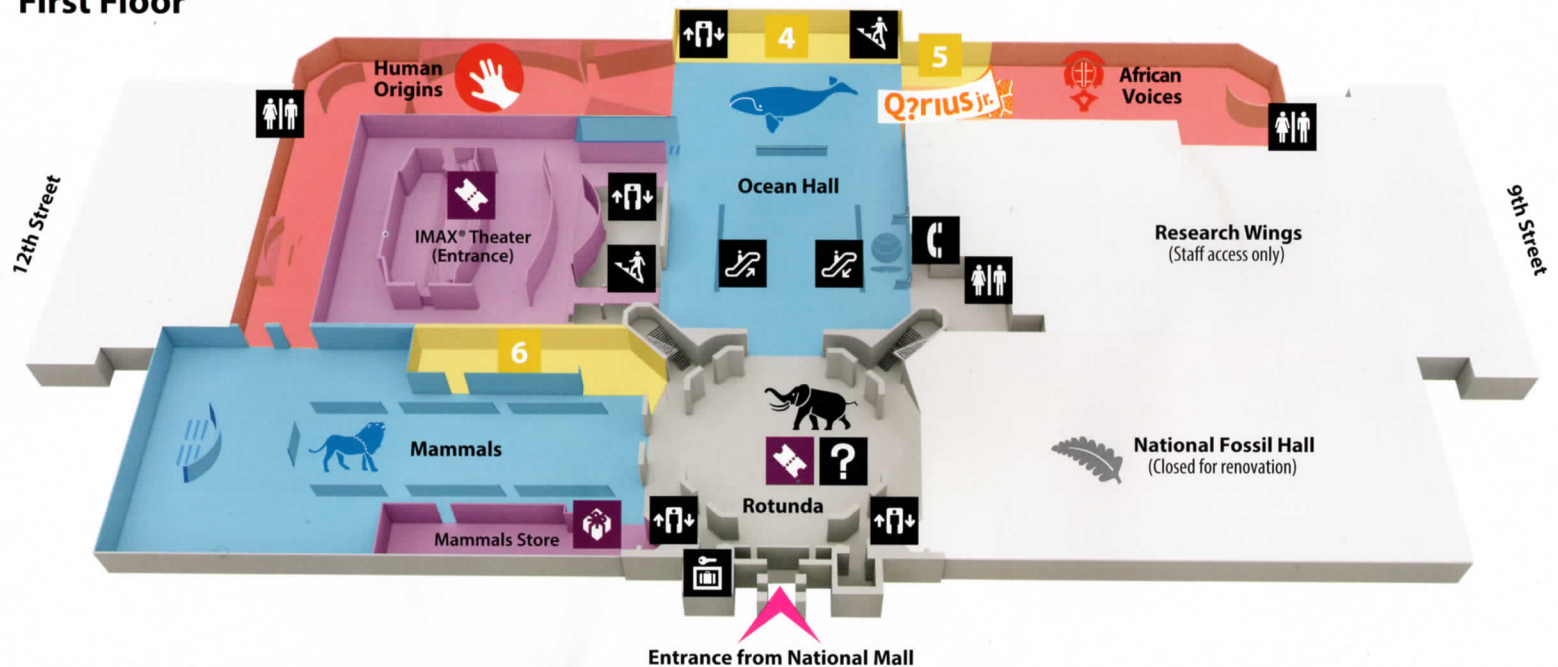 First Floor
4
5
Human
Origins
African
Voices
Q?rıus jr.
Ocean Hall
12th Street
9th Street
IMAX® Theater
(Entrance)
Research Wings
(Staff access only)
6
Mammals
National Fossil Hall
(Closed for renovation)
?
Rotunda
Mammals Store
Entrance from National Mall